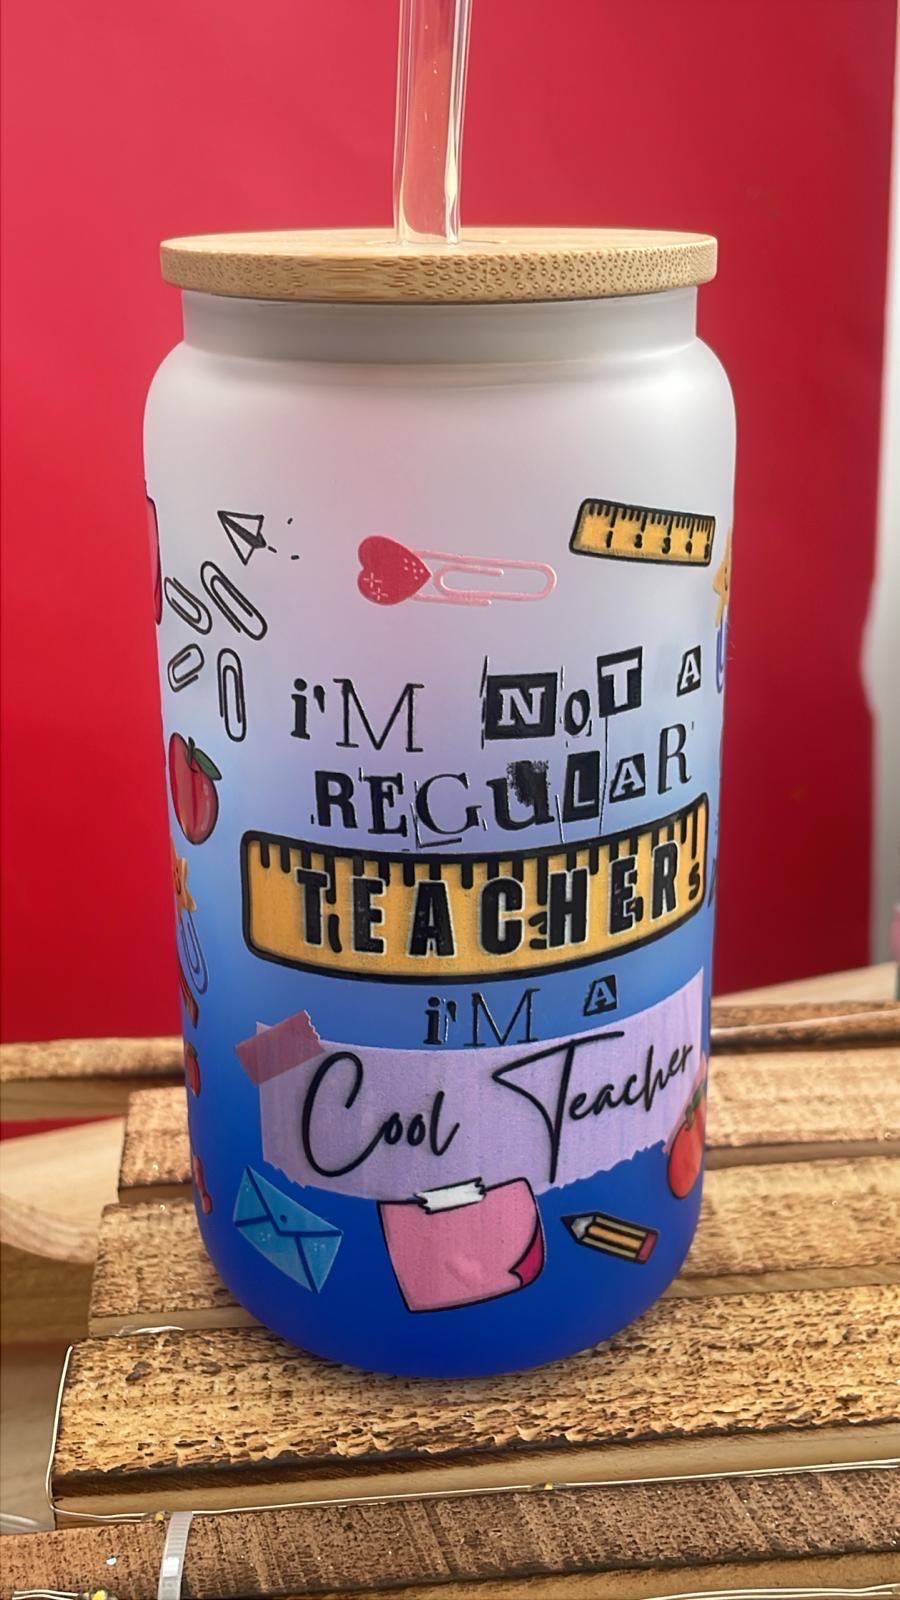 i'M NOT A
REGULAR
TEACHER
i'M A
Cool Teacher